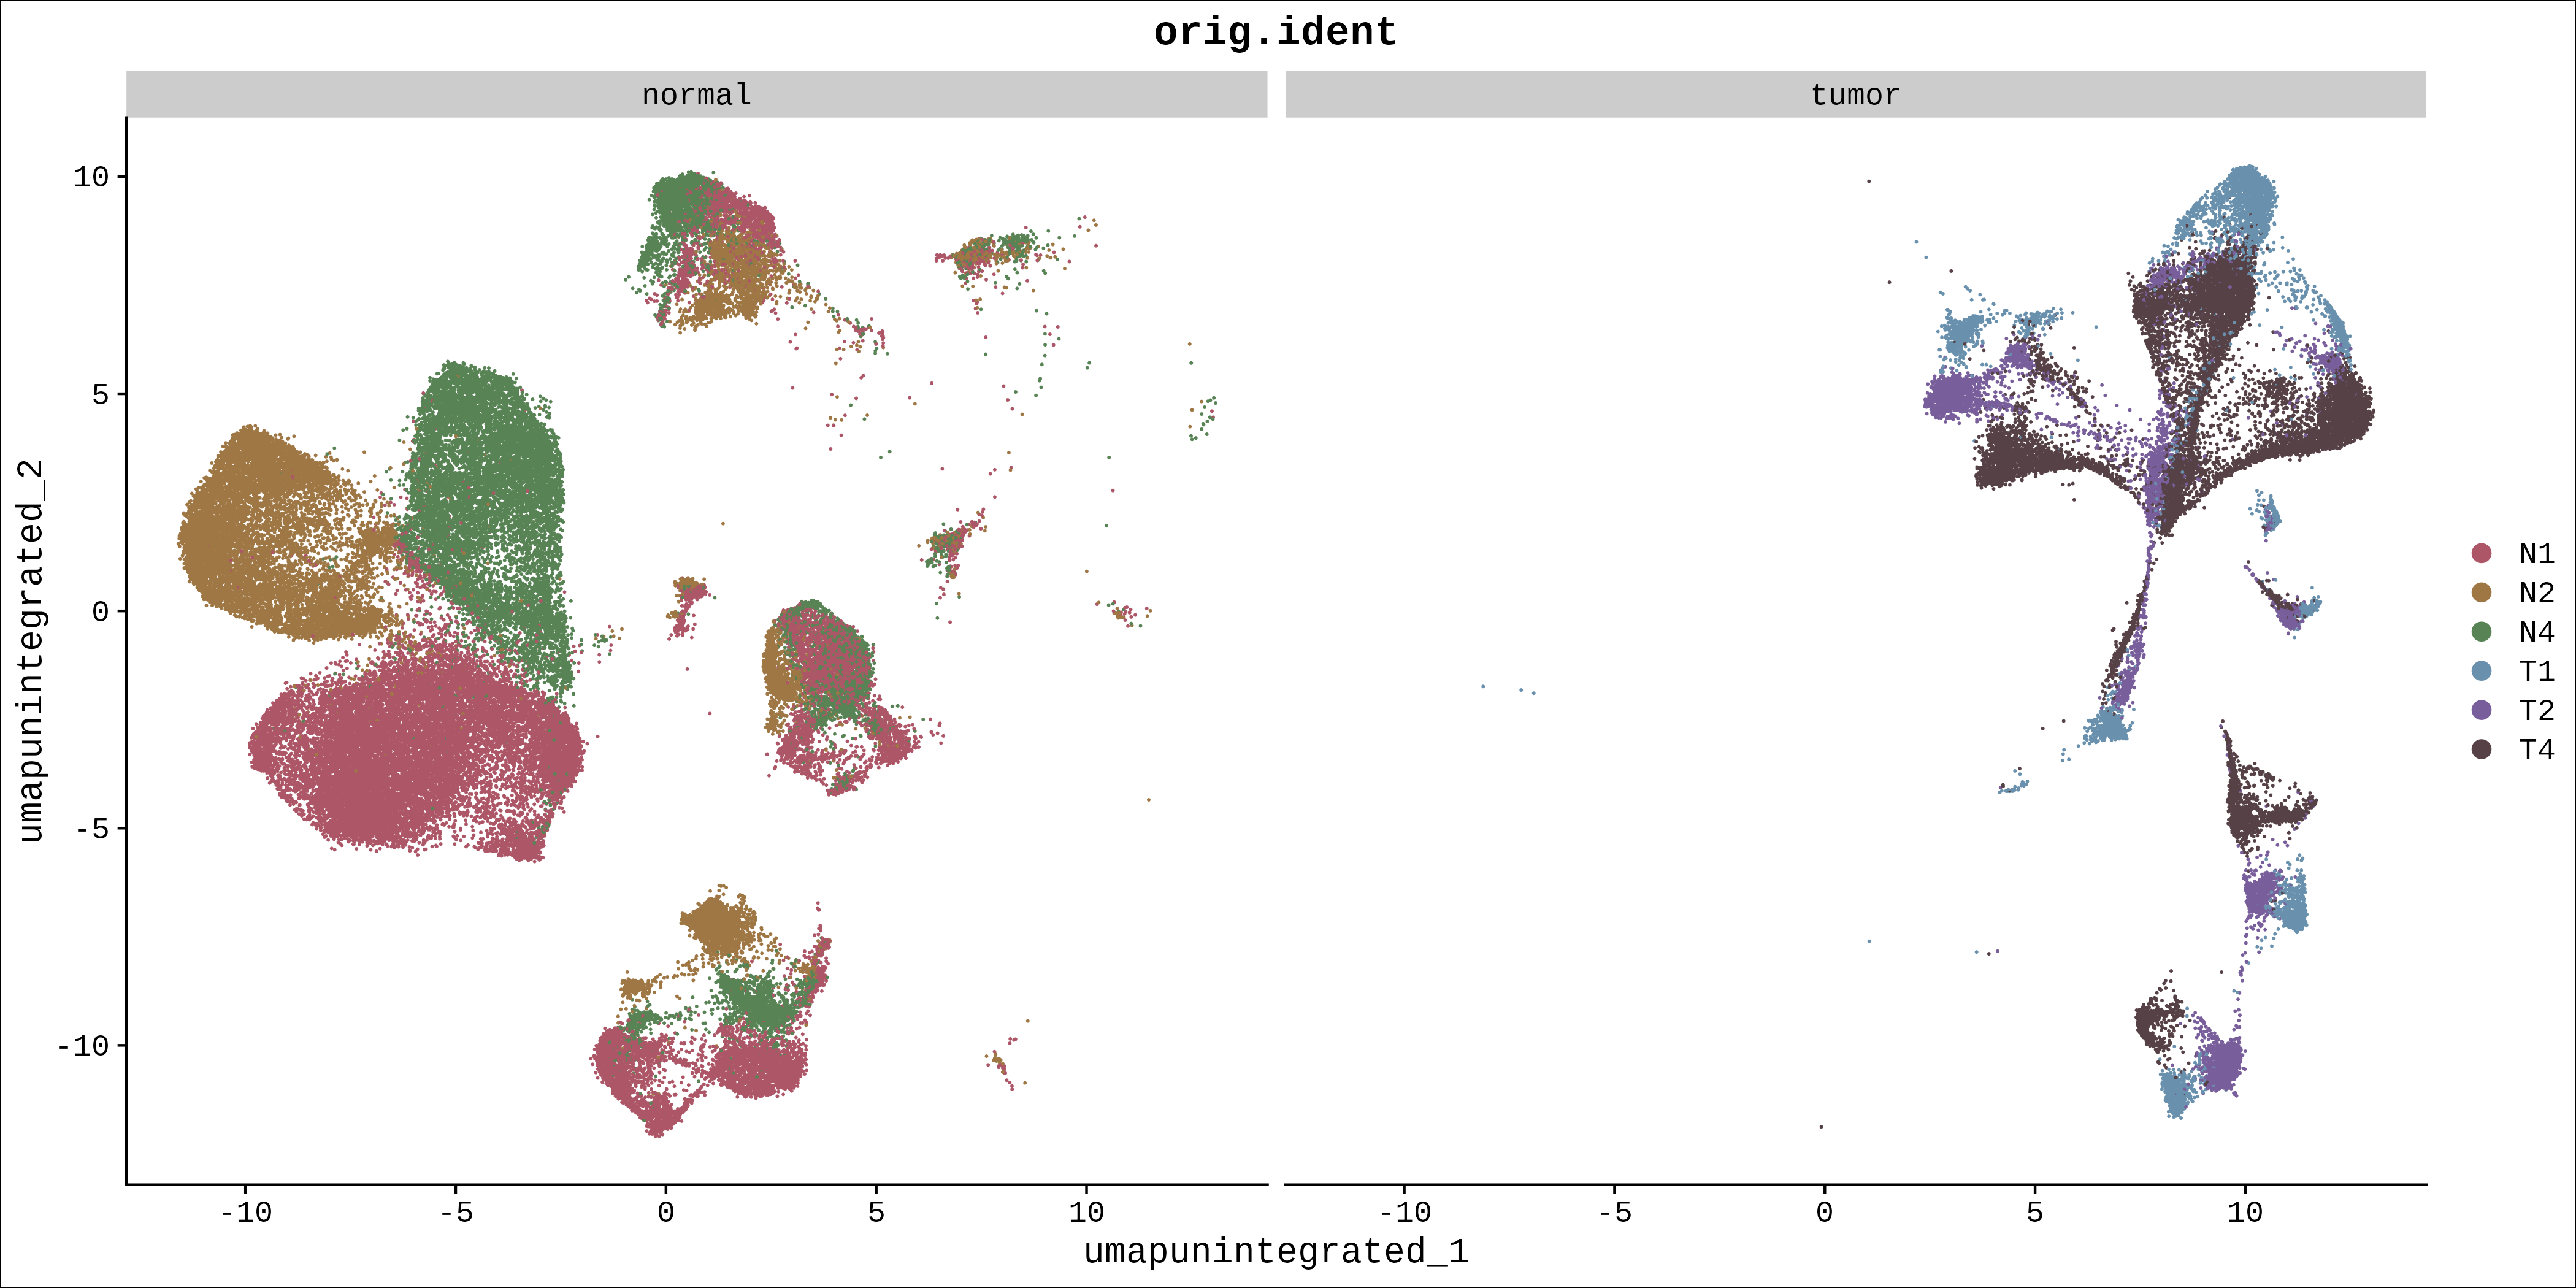 orig.ident
normal
tumor
umapunintegrated_2
10
5
0
-5
-10
-10 -5 0 5 10
-10 -5 0 5 10
umapunintegrated_1
N1
N2
N4
T1
T2
T4